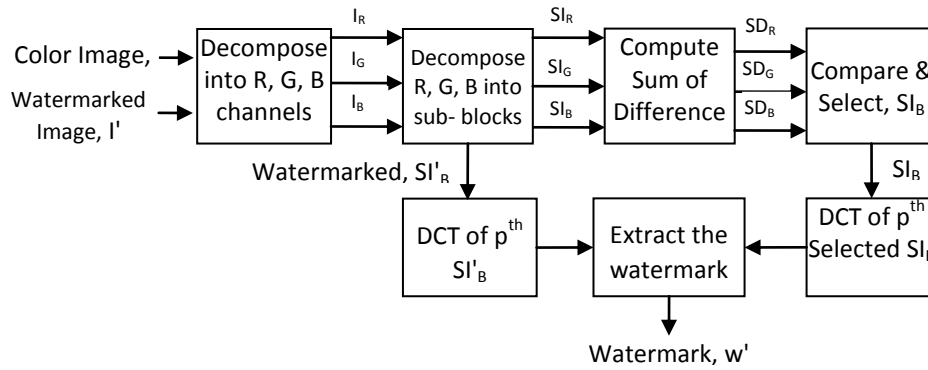 Color Image,
Watermarked
Image, I'
Decompose
into R, G, B
channels
I_R
I_G
I_B
Decompose
R, G, B into
sub- blocks
SI_R
SI_G
SI_B
Compute
Sum of
Difference
SD_R
SD_G
SD_B
Compare &
Select, SI_B
Watermarked, SI'_B
SI_B
DCT of p^th
SI'_B
Extract the
watermark
DCT of p^th
Selected SI_B
Watermark, w'